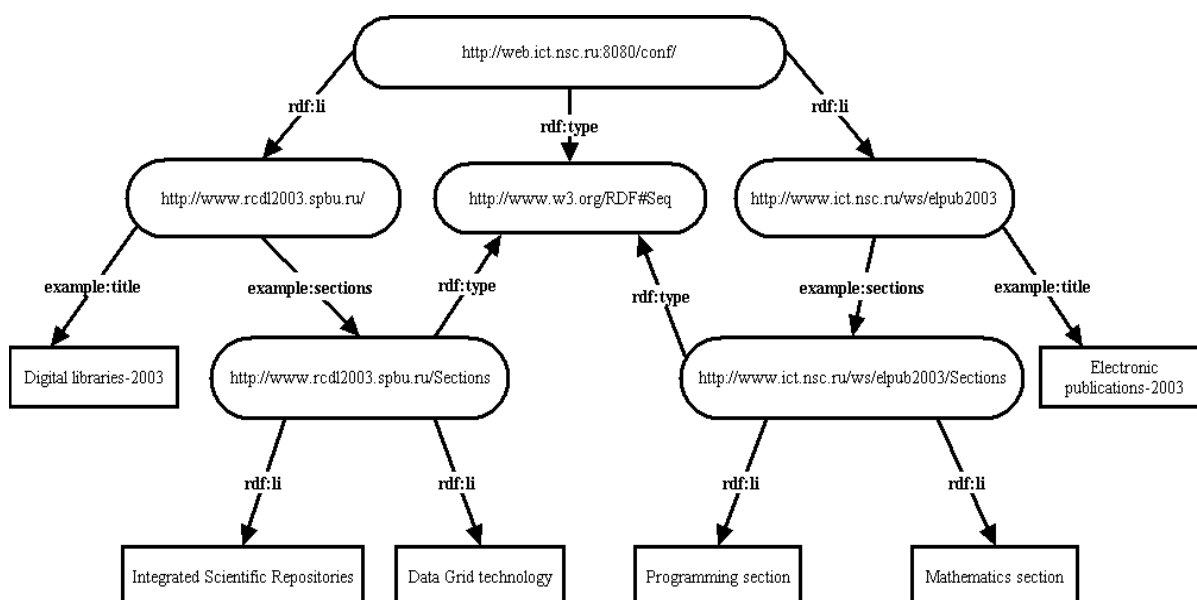 http://web.ict.nsc.ru:8080/conf/
rdf:li
rdf:type
rdf:li
http://www.rcdl2003.spbu.ru/
http://www.w3.org/RDF#Seq
http://www.ict.nsc.ru/ws/elpub2003
example:title
example:sections
rdf:type
rdf:type
example:sections
example:title
Digital libraries-2003
http://www.rcdl2003.spbu.ru/Sections
http://www.ict.nsc.ru/ws/elpub2003/Sections
Electronic
publications-2003
rdf:li
rdf:li
rdf:li
rdf:li
Integrated Scientific Repositories
Data Grid technology
Programming section
Mathematics section